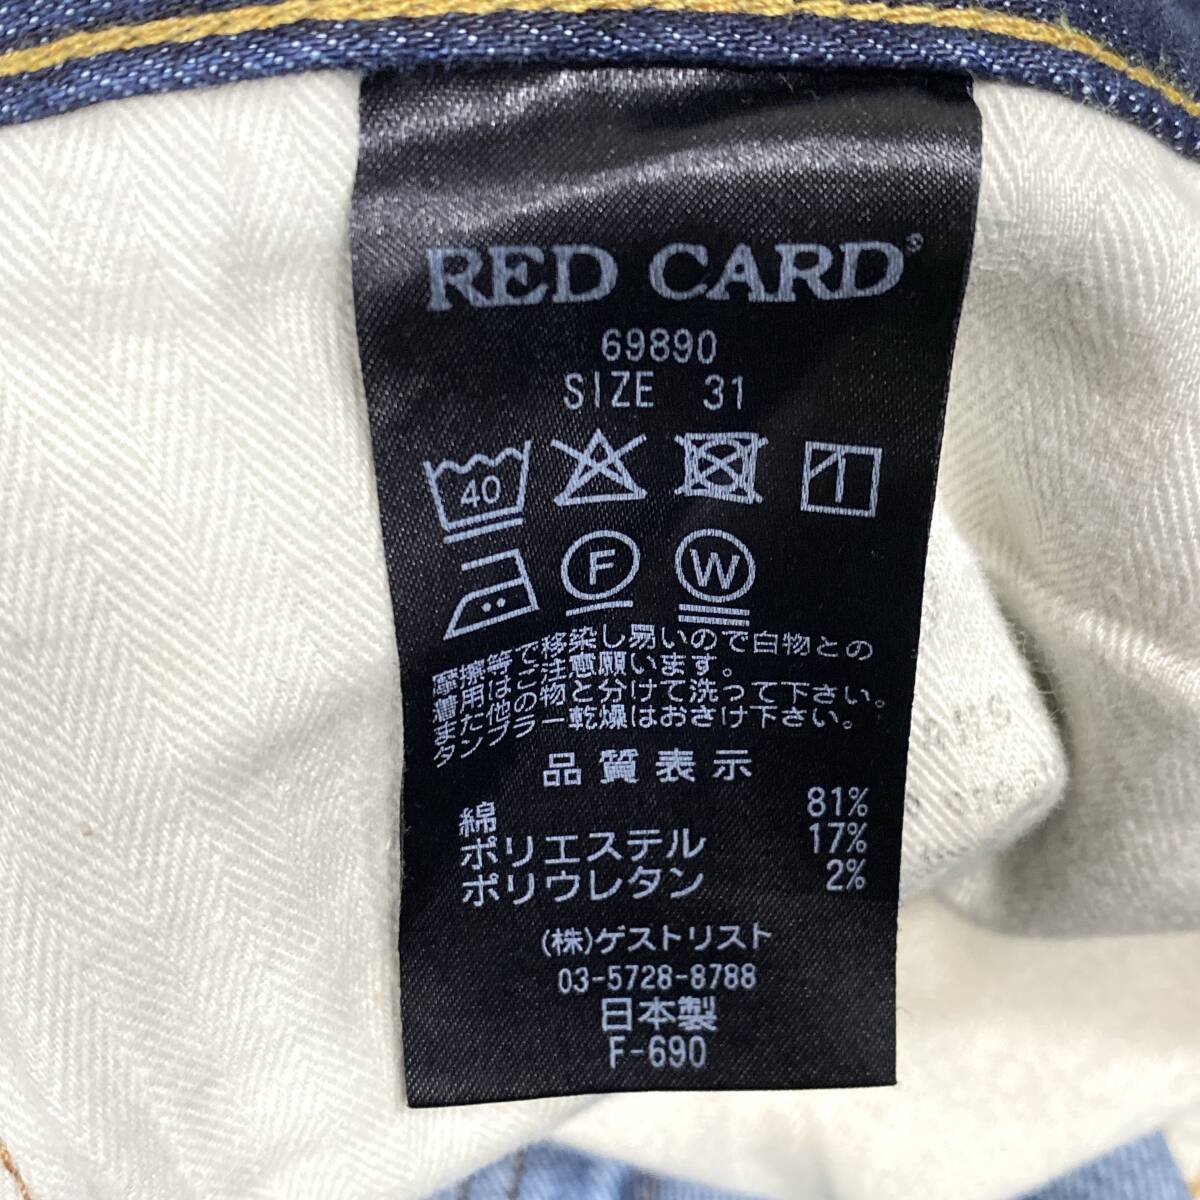 RED CARD®
69890
SIZE 31
40
F W
摩擦等で移染し易いので白物との
着用はご注意願います。
また他の物と分けて洗って下さい。
タンブラー乾燥はおさけ下さい。
品質表示
綿 81%
ポリエステル 17%
ポリウレタン 2%
(株)ゲストリスト
03-5728-8788
日本製
F-690